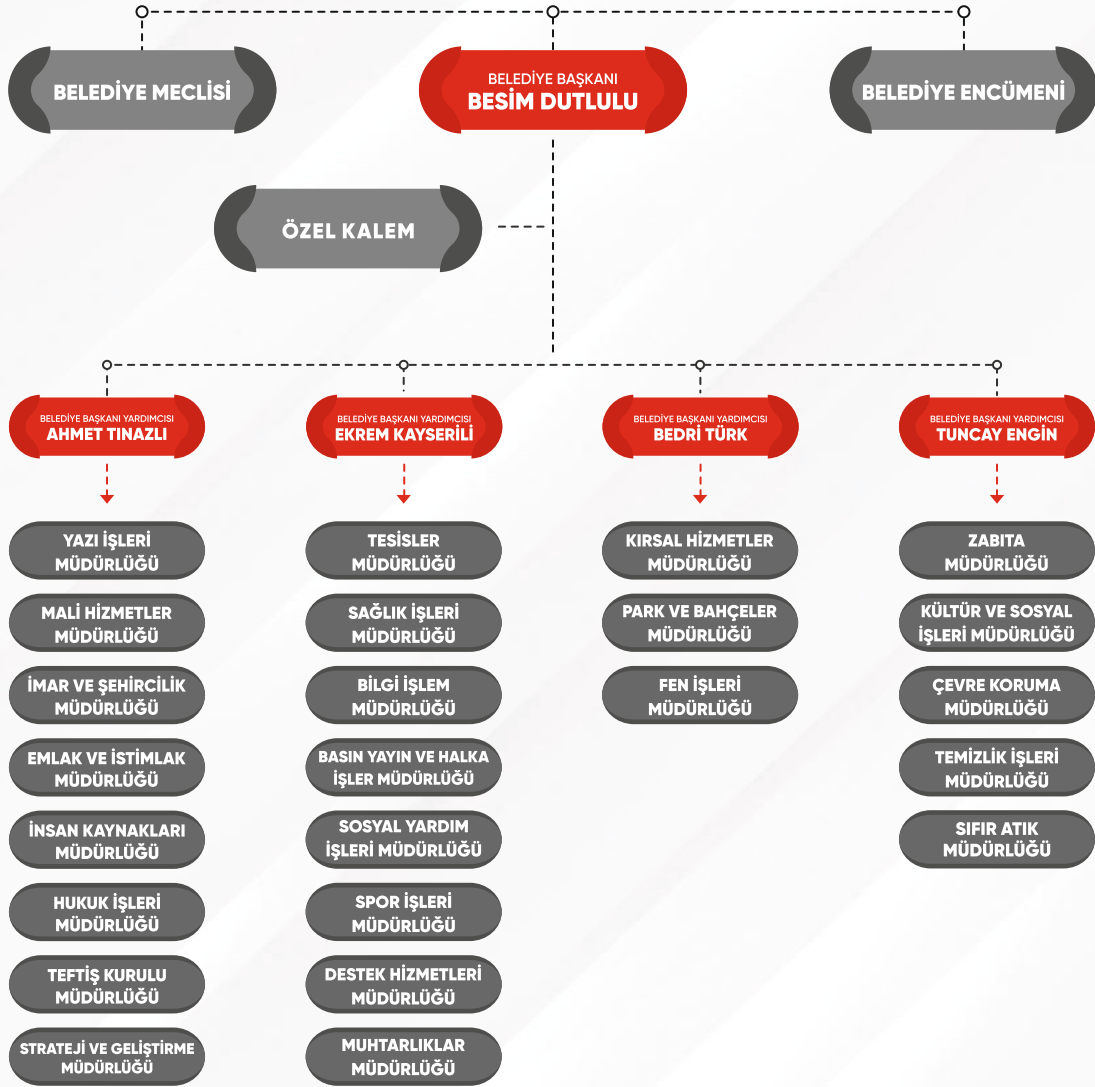 BELEDİYE MECLİSİ
BELEDİYE BAŞKANI
BESİM DUTLULU
BELEDİYE ENCÜMENİ
ÖZEL KALEM
BELEDİYE BAŞKANI YARDIMCISI
AHMET TINAZLI
YAZI İŞLERİ
MÜDÜRLÜĞÜ
MALİ HİZMETLER
MÜDÜRLÜĞÜ
İMAR VE ŞEHİRCİLİK
MÜDÜRLÜĞÜ
EMLAK VE İSTİMLAK
MÜDÜRLÜĞÜ
İNSAN KAYNAKLARI
MÜDÜRLÜĞÜ
HUKUK İŞLERİ
MÜDÜRLÜĞÜ
TEFTİŞ KURULU
MÜDÜRLÜĞÜ
STRATEJİ VE GELİŞTİRME
MÜDÜRLÜĞÜ
BELEDİYE BAŞKANI YARDIMCISI
EKREM KAYSERİLİ
TESİSLER
MÜDÜRLÜĞÜ
SAĞLIK İŞLERİ
MÜDÜRLÜĞÜ
BİLGİ İŞLEM
MÜDÜRLÜĞÜ
BASIN YAYIN VE HALKA
İŞLER MÜDÜRLÜĞÜ
SOSYAL YARDIM
İŞLERİ MÜDÜRLÜĞÜ
SPOR İŞLERİ
MÜDÜRLÜĞÜ
DESTEK HİZMETLERİ
MÜDÜRLÜĞÜ
MUHTARLIKLAR
MÜDÜRLÜĞÜ
BELEDİYE BAŞKANI YARDIMCISI
BEDRİ TÜRK
KIRSAL HİZMETLER
MÜDÜRLÜĞÜ
PARK VE BAHÇELER
MÜDÜRLÜĞÜ
FEN İŞLERİ
MÜDÜRLÜĞÜ
BELEDİYE BAŞKANI YARDIMCISI
TUNCAY ENGİN
ZABITA
MÜDÜRLÜĞÜ
KÜLTÜR VE SOSYAL
İŞLERİ MÜDÜRLÜĞÜ
ÇEVRE KORUMA
MÜDÜRLÜĞÜ
TEMİZLİK İŞLERİ
MÜDÜRLÜĞÜ
SIFIR ATIK
MÜDÜRLÜĞÜ